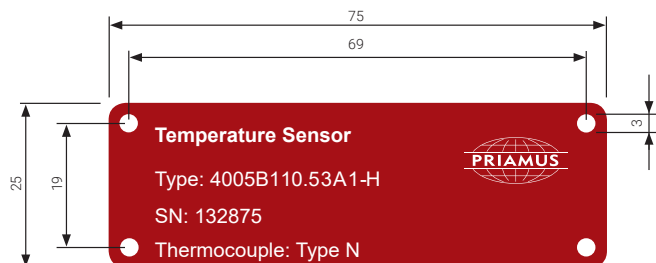 75
69
3
25
19
Temperature Sensor
PRIAMUS
Type: 4005B110.53A1-H
SN: 132875
Thermocouple: Type N